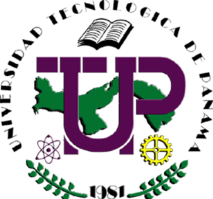 UNIVERSIDAD TECNOLOGICA DE PANAMA
UTP
1981